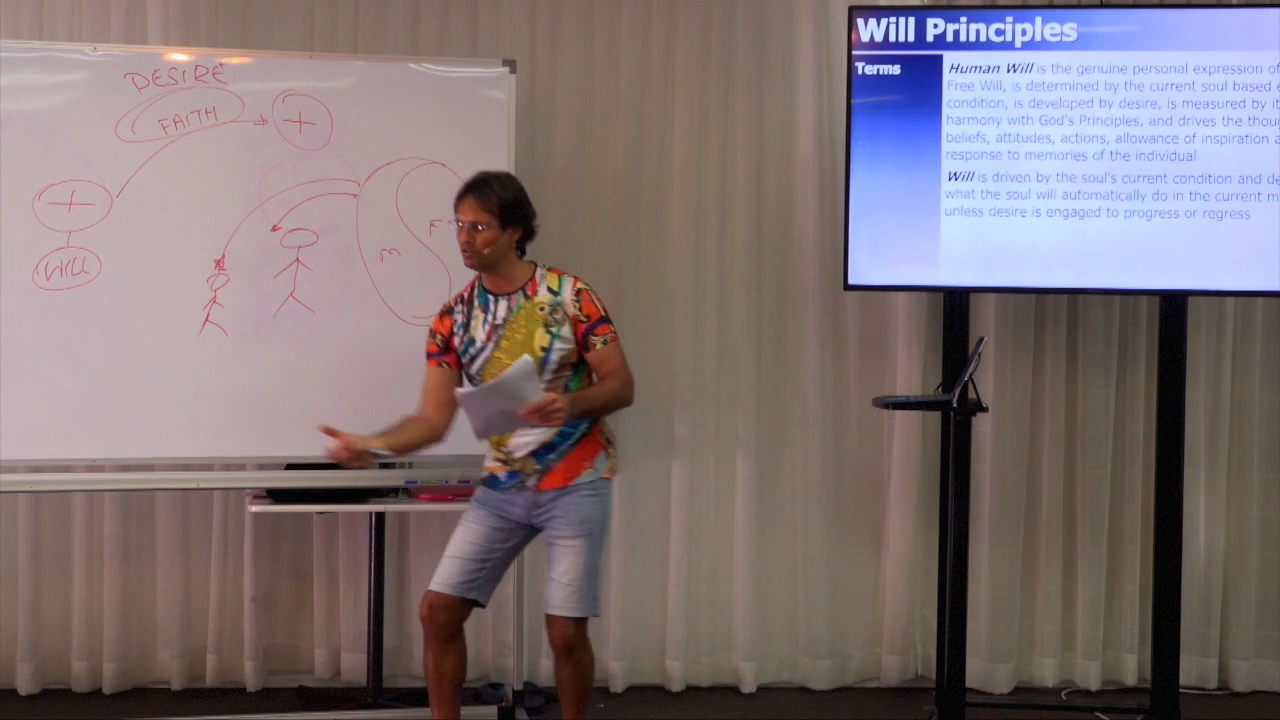 DESIRE
FAITH
WILL
M
F
Will Principles
Terms
Human Will is the genuine personal expression of
Free Will, is determined by the current soul based
condition, is developed by desire, is measured by
harmony with God's Principles, and drives the
beliefs, attitudes, actions, allowance of inspiration
response to memories of the individual
Will is driven by the soul's current condition and
what the soul will automatically do in the current
unless desire is engaged to progress or regress